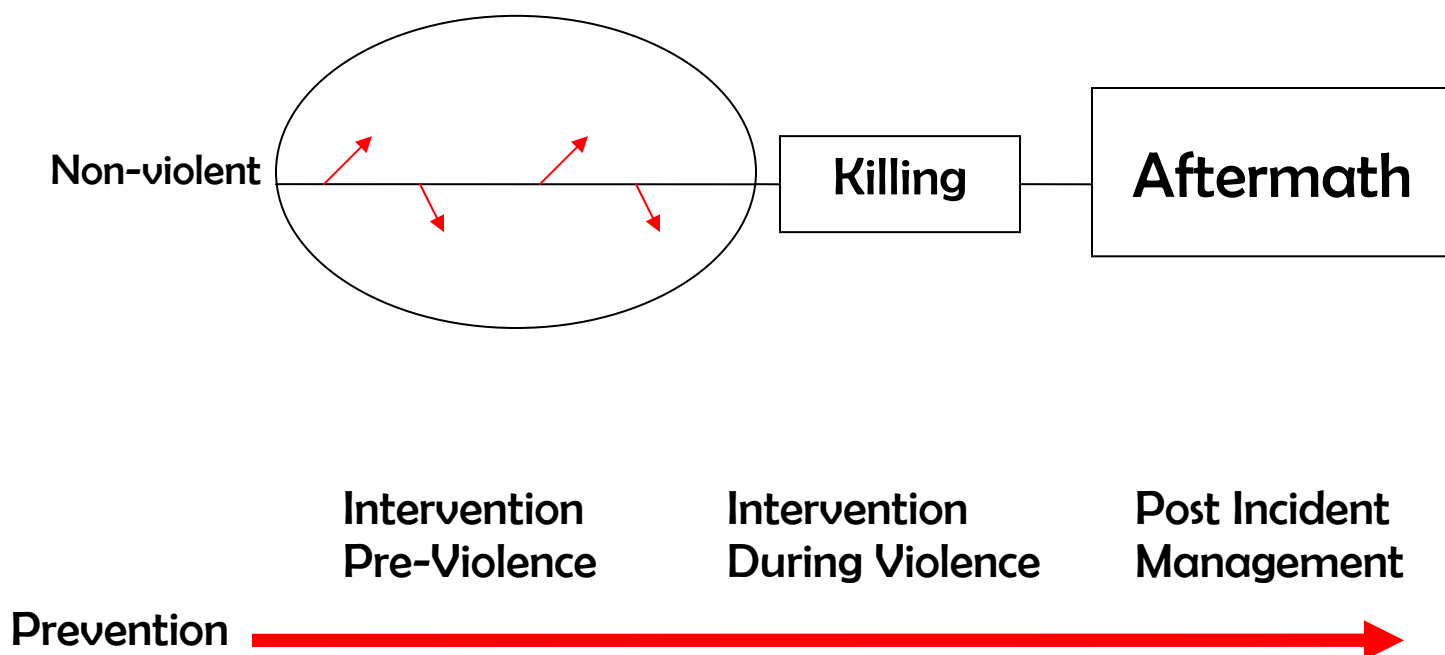 Non-violent
Killing
Aftermath
Intervention
Pre-Violence
Intervention
During Violence
Post Incident
Management
Prevention